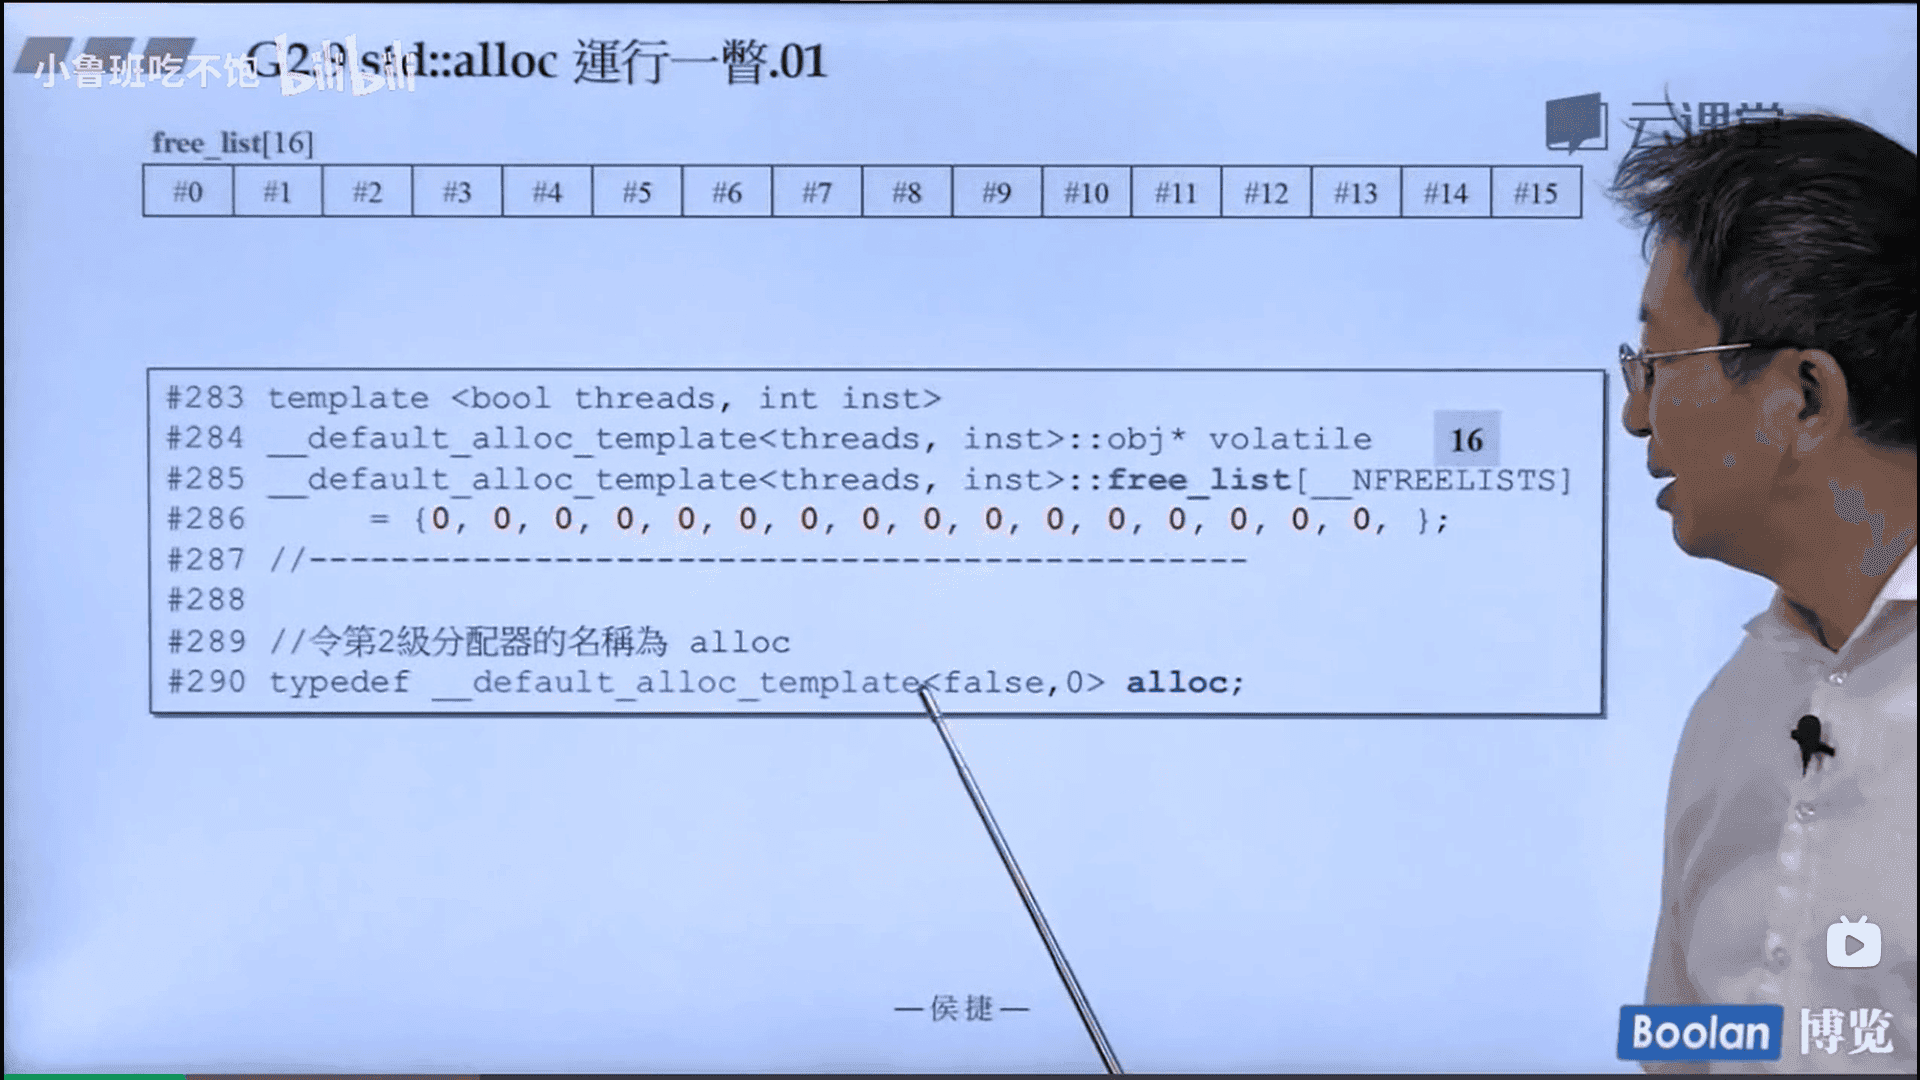 G2.9 std::alloc 運行一瞥.01
小鲁班吃不饱 bilibili
云课堂
free_list[16]
#0 #1 #2 #3 #4 #5 #6 #7 #8 #9 #10 #11 #12 #13 #14 #15
#283 template <bool threads, int inst>
#284 __default_alloc_template<threads, inst>::obj* volatile 16
#285 __default_alloc_template<threads, inst>::free_list[__NFREELISTS]
#286 = {0, 0, 0, 0, 0, 0, 0, 0, 0, 0, 0, 0, 0, 0, 0, 0, };
#287 //----------------------------------------------
#288
#289 //令第2級分配器的名稱為 alloc
#290 typedef __default_alloc_template<false,0> alloc;
—侯捷—
Boolan 博览